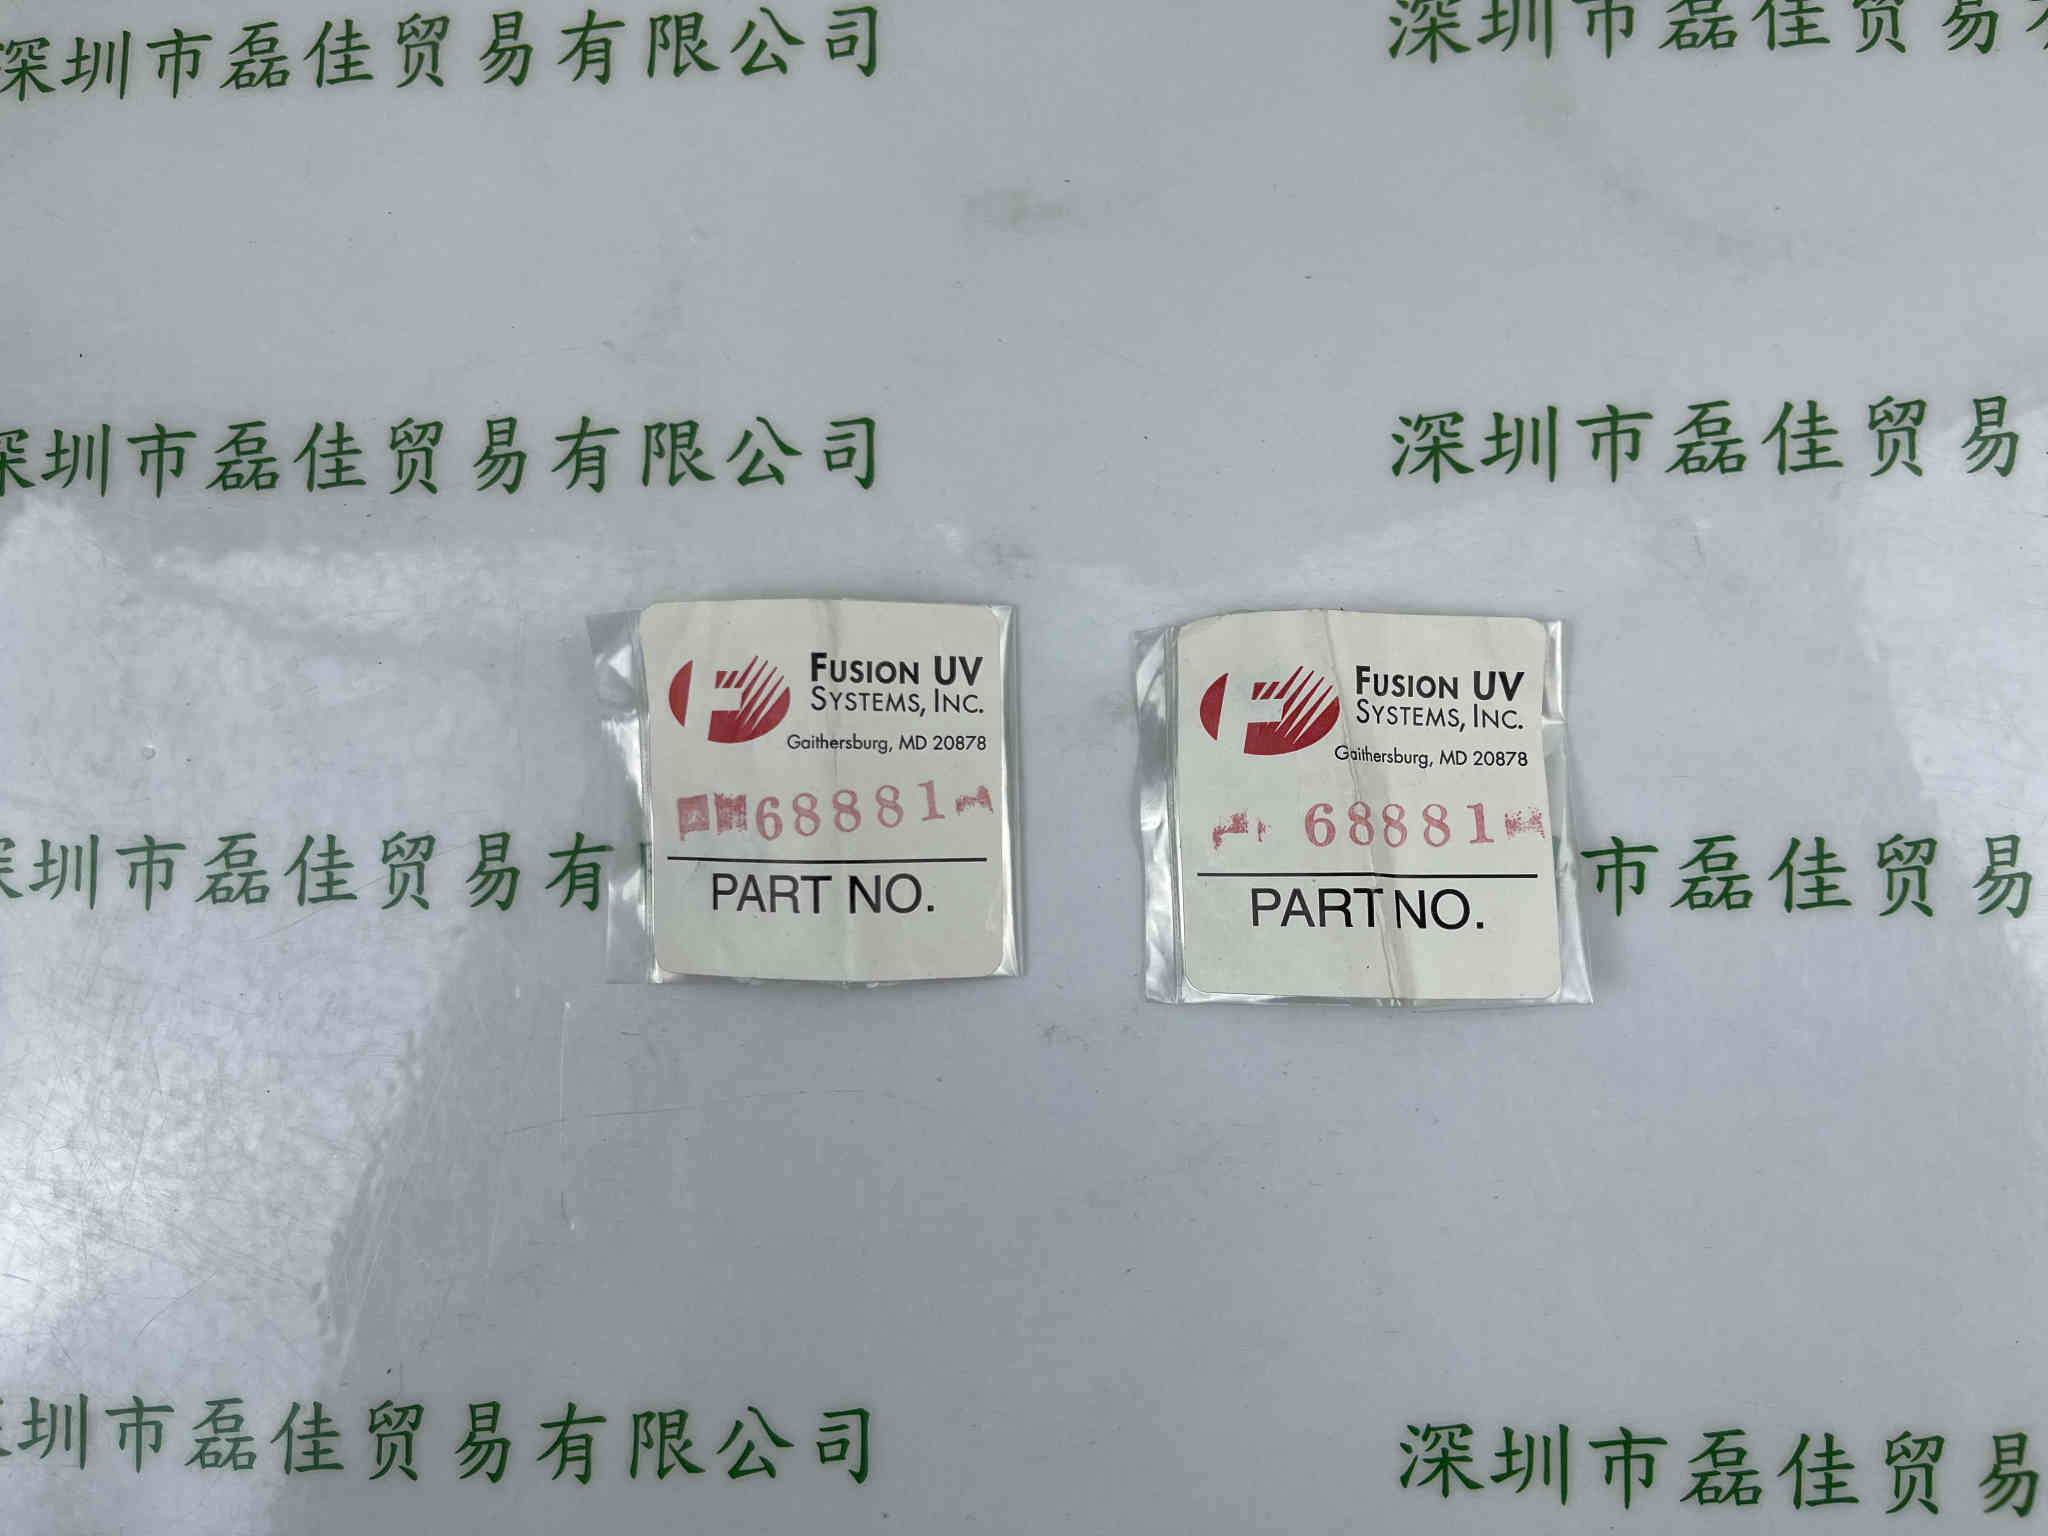 深圳市磊佳贸易有限公司
深圳市磊佳贸易
深圳市磊佳贸易有限公司
深圳市磊佳贸易
FUSION UV
SYSTEMS, INC.
Gaithersburg, MD 20878
68881
PART NO.
FUSION UV
SYSTEMS, INC.
Gaithersburg, MD 20878
68881
PART NO.
深圳市磊佳贸易有
市磊佳贸易
深圳市磊佳贸易有限公司
深圳市磊佳贸易